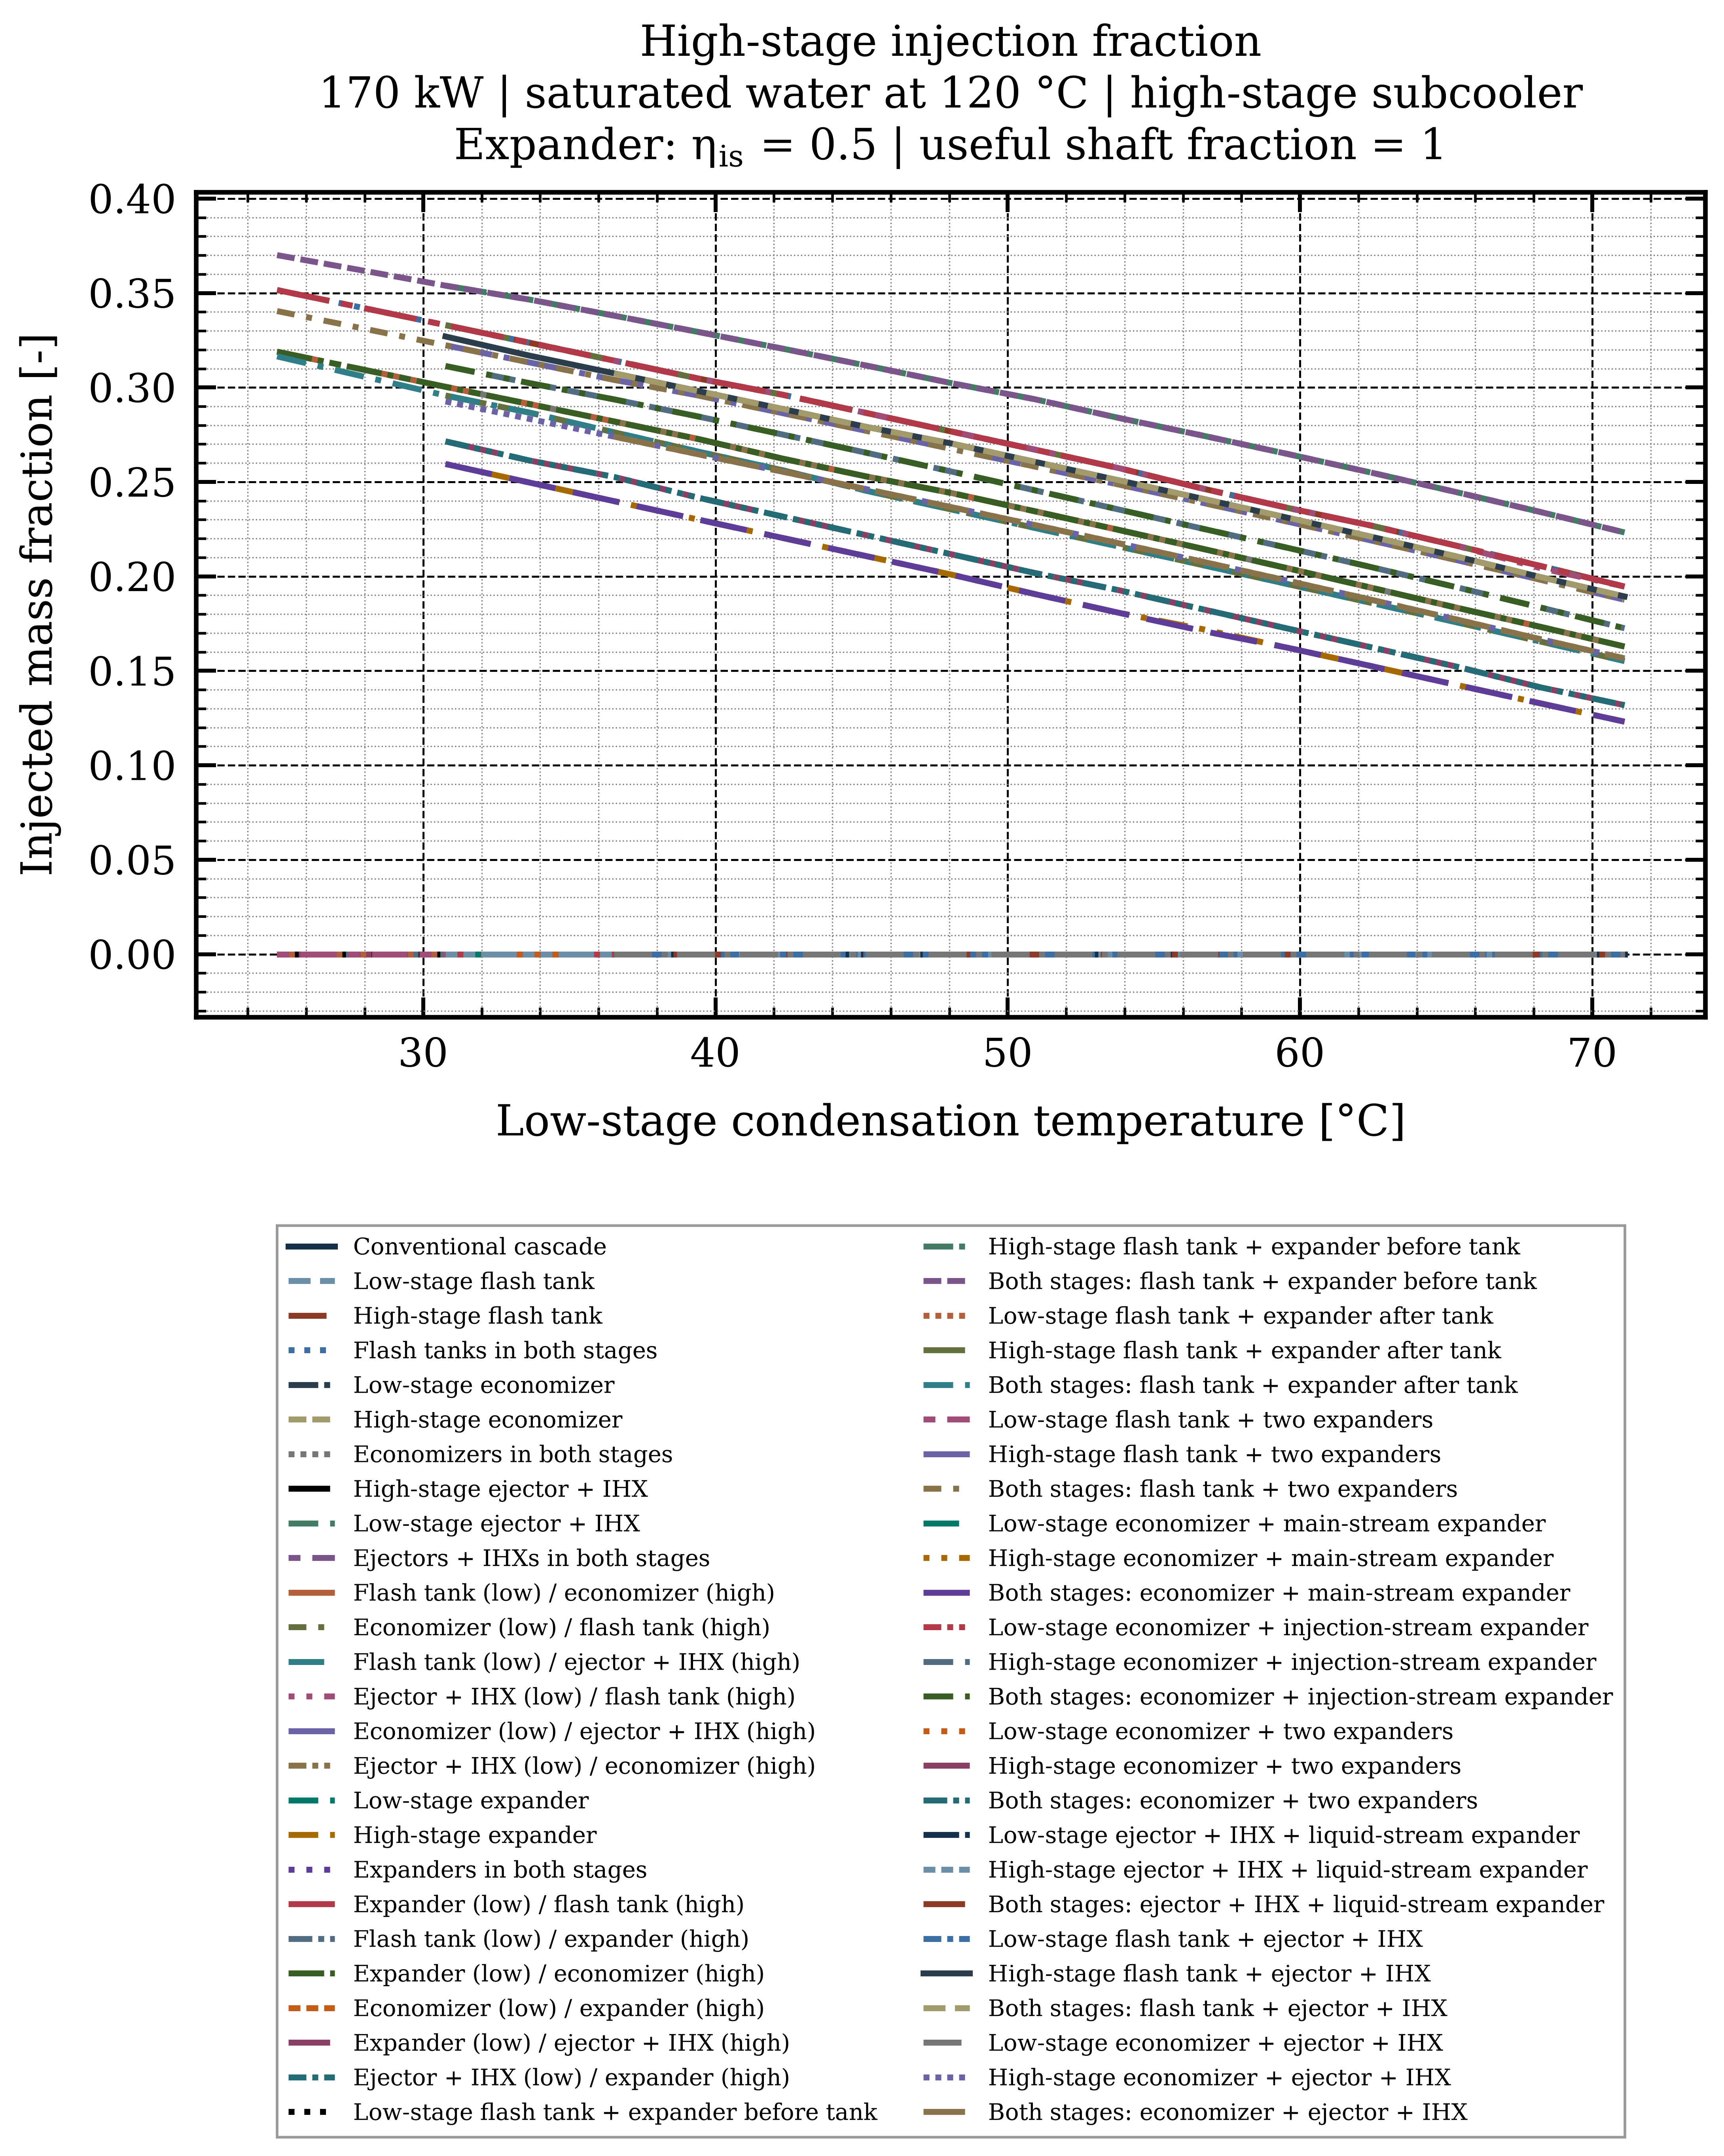 High-stage injection fraction
170 kW | saturated water at 120 °C | high-stage subcooler
Expander: ηis = 0.5 | useful shaft fraction = 1
Injected mass fraction [-]
0.40
0.35
0.30
0.25
0.20
0.15
0.10
0.05
0.00
30 40 50 60 70
Low-stage condensation temperature [°C]
Conventional cascade
Low-stage flash tank
High-stage flash tank
Flash tanks in both stages
Low-stage economizer
High-stage economizer
Economizers in both stages
High-stage ejector + IHX
Low-stage ejector + IHX
Ejectors + IHXs in both stages
Flash tank (low) / economizer (high)
Economizer (low) / flash tank (high)
Flash tank (low) / ejector + IHX (high)
Ejector + IHX (low) / flash tank (high)
Economizer (low) / ejector + IHX (high)
Ejector + IHX (low) / economizer (high)
Low-stage expander
High-stage expander
Expanders in both stages
Expander (low) / flash tank (high)
Flash tank (low) / expander (high)
Expander (low) / economizer (high)
Economizer (low) / expander (high)
Expander (low) / ejector + IHX (high)
Ejector + IHX (low) / expander (high)
Low-stage flash tank + expander before tank
High-stage flash tank + expander before tank
Both stages: flash tank + expander before tank
Low-stage flash tank + expander after tank
High-stage flash tank + expander after tank
Both stages: flash tank + expander after tank
Low-stage flash tank + two expanders
High-stage flash tank + two expanders
Both stages: flash tank + two expanders
Low-stage economizer + main-stream expander
High-stage economizer + main-stream expander
Both stages: economizer + main-stream expander
Low-stage economizer + injection-stream expander
High-stage economizer + injection-stream expander
Both stages: economizer + injection-stream expander
Low-stage economizer + two expanders
High-stage economizer + two expanders
Both stages: economizer + two expanders
Low-stage ejector + IHX + liquid-stream expander
High-stage ejector + IHX + liquid-stream expander
Both stages: ejector + IHX + liquid-stream expander
Low-stage flash tank + ejector + IHX
High-stage flash tank + ejector + IHX
Both stages: flash tank + ejector + IHX
Low-stage economizer + ejector + IHX
High-stage economizer + ejector + IHX
Both stages: economizer + ejector + IHX